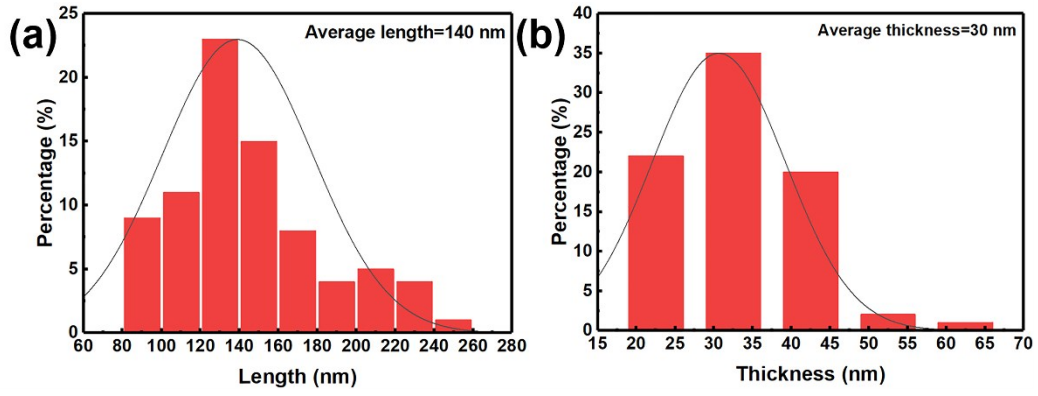 (a)
Average length=140 nm
25
20
15
10
5
0
Percentage (%)
60 80 100 120 140 160 180 200 220 240 260 280
Length (nm)
(b)
Average thickness=30 nm
40
35
30
25
20
15
10
5
0
Percentage (%)
15 20 25 30 35 40 45 50 55 60 65 70
Thickness (nm)